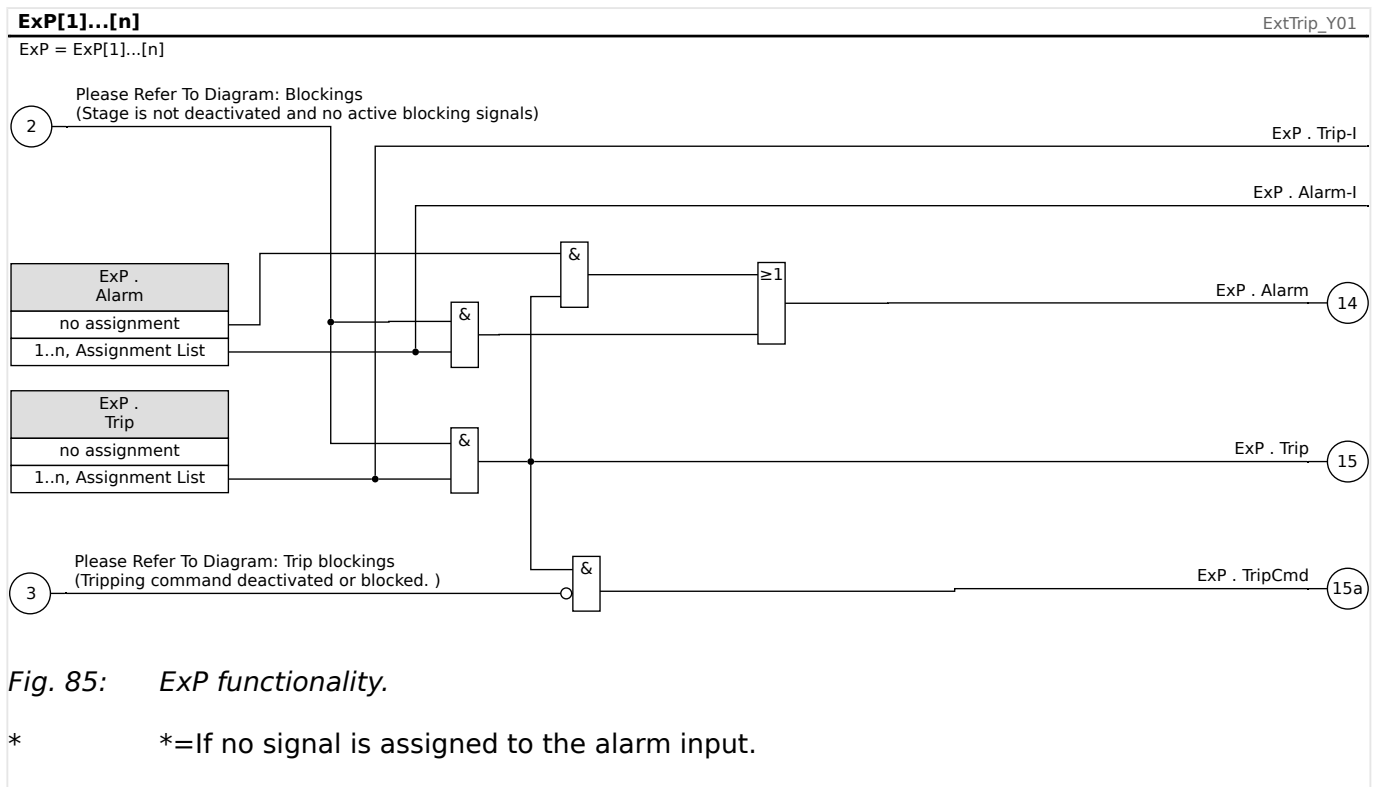 ExP[1]...[n]
ExtTrip_Y01
ExP = ExP[1]...[n]
Please Refer To Diagram: Blockings
(Stage is not deactivated and no active blocking signals)
2
ExP . Trip-I
ExP . Alarm-I
&
ExP .
Alarm
no assignment
1..n, Assignment List
&
≥1
ExP . Alarm
14
ExP .
Trip
no assignment
1..n, Assignment List
&
ExP . Trip
15
Please Refer To Diagram: Trip blockings
(Tripping command deactivated or blocked. )
3
&
ExP . TripCmd
15a
Fig. 85: ExP functionality.
* *=If no signal is assigned to the alarm input.